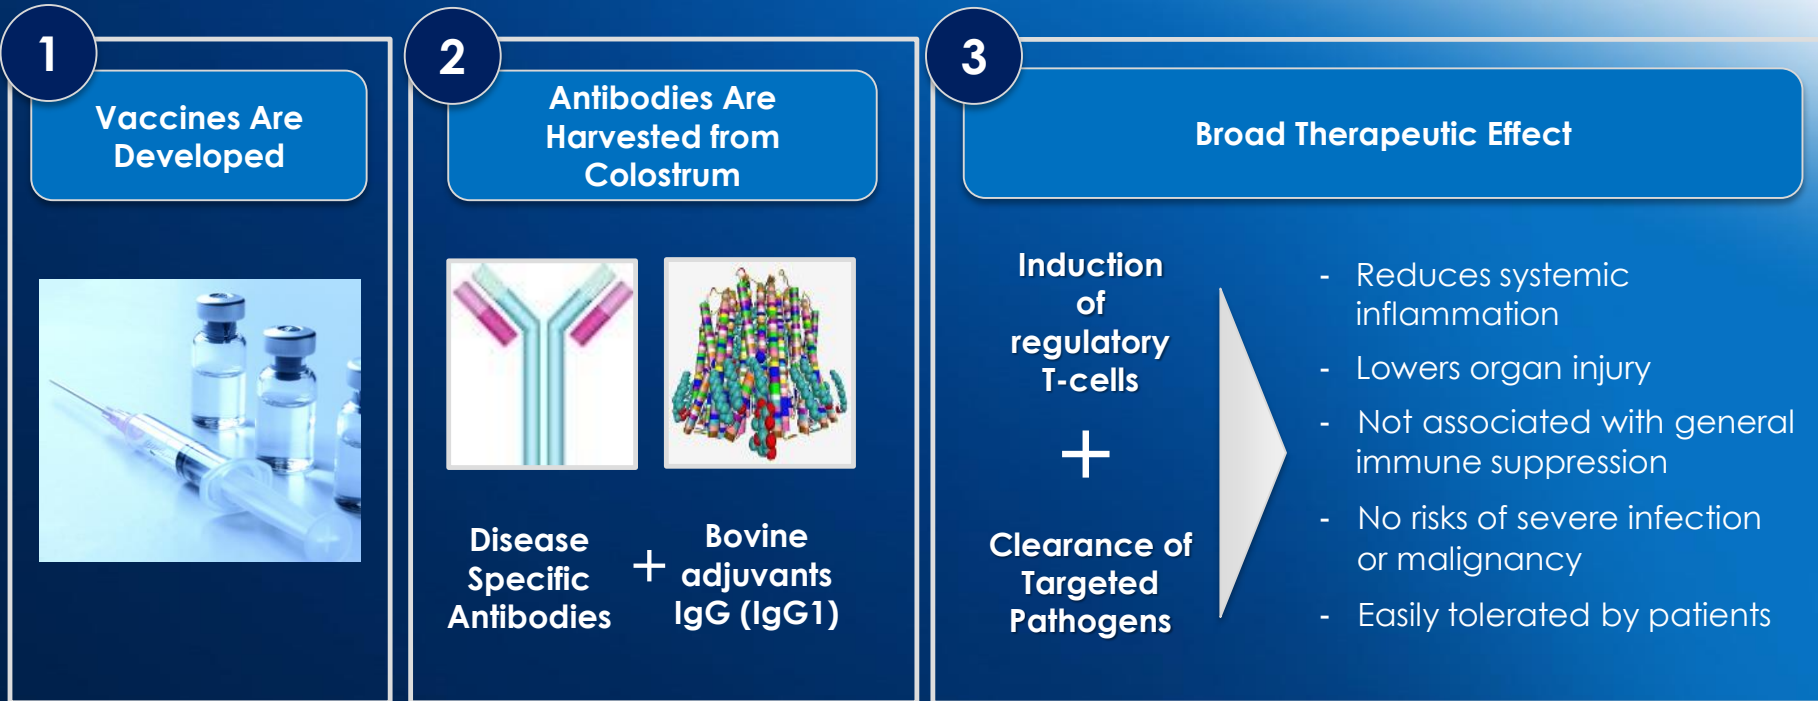 1
Vaccines Are
Developed
2
Antibodies Are
Harvested from
Colostrum
Disease
Specific
Antibodies
+
Bovine
adjuvants
IgG (IgG1)
3
Broad Therapeutic Effect
Induction
of
regulatory
T-cells
+
Clearance of
Targeted
Pathogens
- Reduces systemic
inflammation
- Lowers organ injury
- Not associated with general
immune suppression
- No risks of severe infection
or malignancy
- Easily tolerated by patients